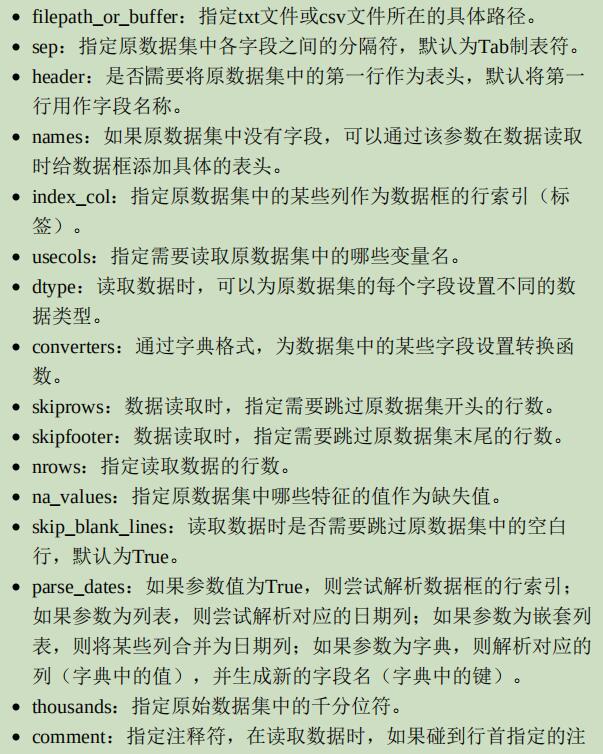 • filepath_or_buffer：指定txt文件或csv文件所在的具体路径。
• sep：指定原数据集中各字段之间的分隔符，默认为Tab制表符。
• header：是否需要将原数据集中的第一行作为表头，默认将第一
行用作字段名称。
• names：如果原数据集中没有字段，可以通过该参数在数据读取
时给数据框添加具体的表头。
• index_col：指定原数据集中的某些列作为数据框的行索引（标
签）。
• usecols：指定需要读取原数据集中的哪些变量名。
• dtype：读取数据时，可以为原数据集的每个字段设置不同的数
据类型。
• converters：通过字典格式，为数据集中的某些字段设置转换函
数。
• skiprows：数据读取时，指定需要跳过原数据集开头的行数。
• skipfooter：数据读取时，指定需要跳过原数据集末尾的行数。
• nrows：指定读取数据的行数。
• na_values：指定原数据集中哪些特征的值作为缺失值。
• skip_blank_lines：读取数据时是否需要跳过原数据集中的空白
行，默认为True。
• parse_dates：如果参数值为True，则尝试解析数据框的行索引；
如果参数为列表，则尝试解析对应的日期列；如果参数为嵌套列
表，则将某些列合并为日期列；如果参数为字典，则解析对应的
列（字典中的值），并生成新的字段名（字典中的键）。
• thousands：指定原始数据集中的千分位符。
• comment：指定注释符，在读取数据时，如果碰到行首指定的注